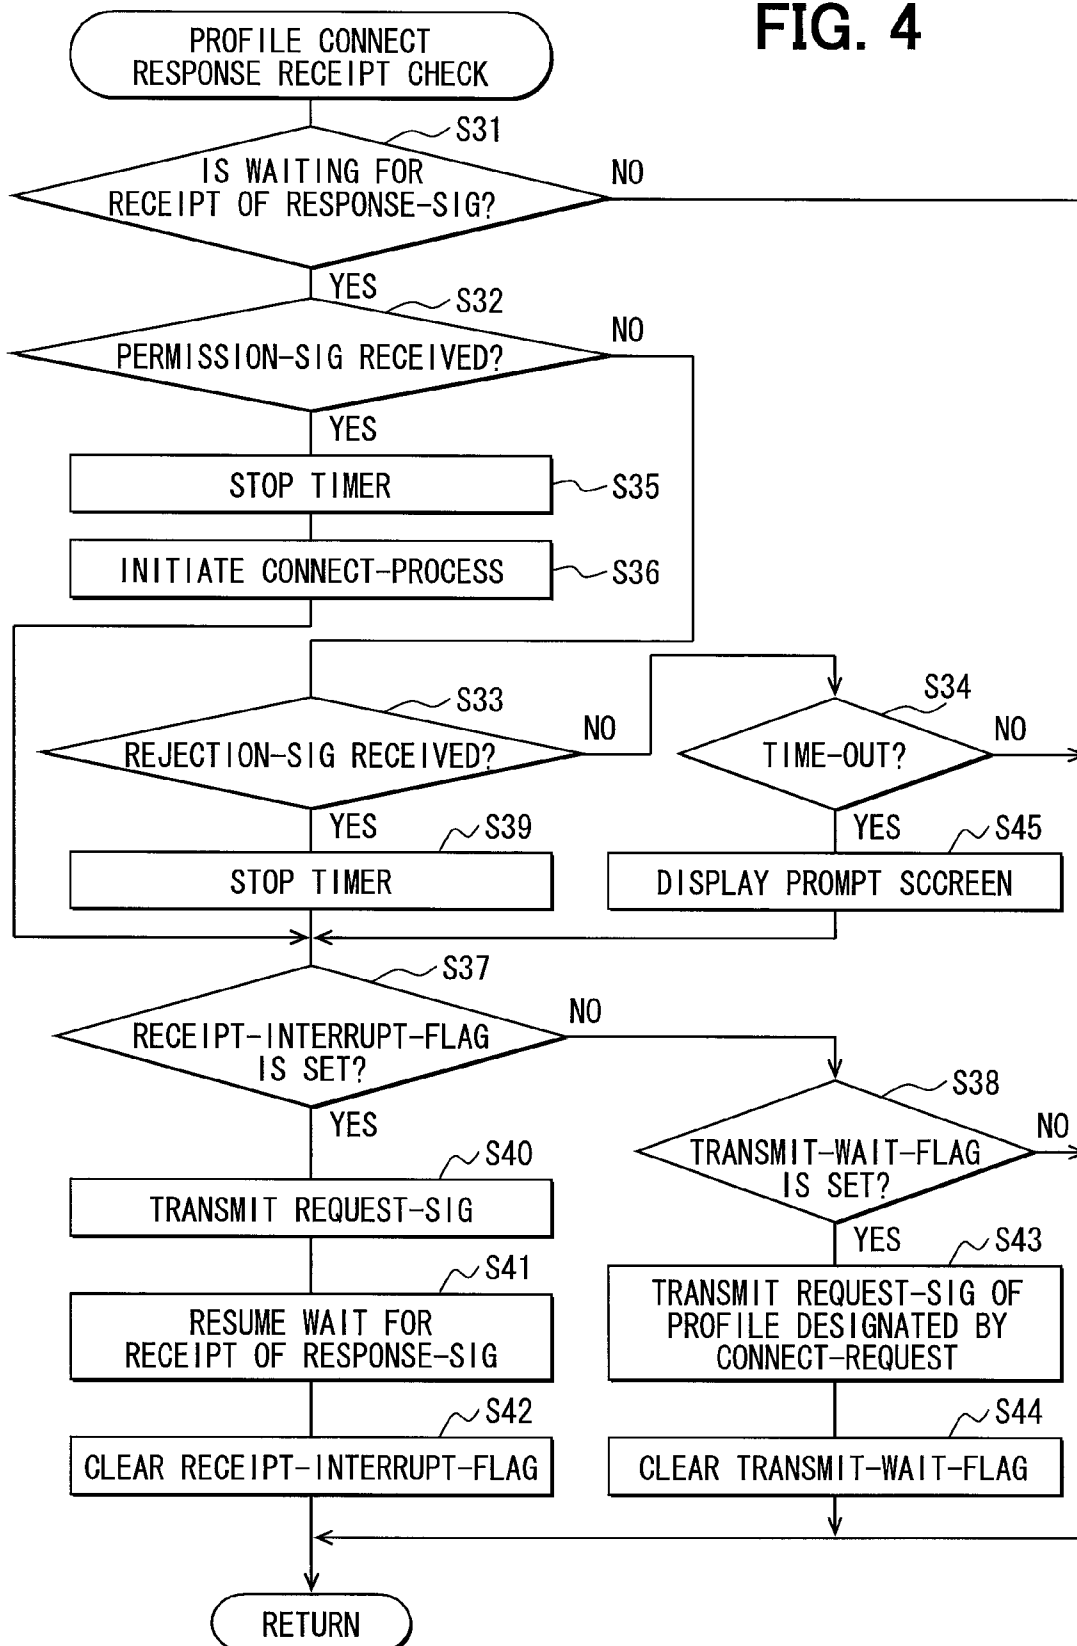 FIG. 4
PROFILE CONNECT
RESPONSE RECEIPT CHECK
S31
IS WAITING FOR
RECEIPT OF RESPONSE-SIG?
NO
YES
S32
PERMISSION-SIG RECEIVED?
NO
YES
STOP TIMER
S35
INITIATE CONNECT-PROCESS
S36
S33
REJECTION-SIG RECEIVED?
NO
YES
S34
TIME-OUT?
NO
YES
S39
STOP TIMER
S45
DISPLAY PROMPT SCCREEN
S37
RECEIPT-INTERRUPT-FLAG
IS SET?
NO
YES
S38
TRANSMIT-WAIT-FLAG
IS SET?
NO
YES
S40
TRANSMIT REQUEST-SIG
S41
RESUME WAIT FOR
RECEIPT OF RESPONSE-SIG
S42
CLEAR RECEIPT-INTERRUPT-FLAG
S43
TRANSMIT REQUEST-SIG OF
PROFILE DESIGNATED BY
CONNECT-REQUEST
S44
CLEAR TRANSMIT-WAIT-FLAG
RETURN